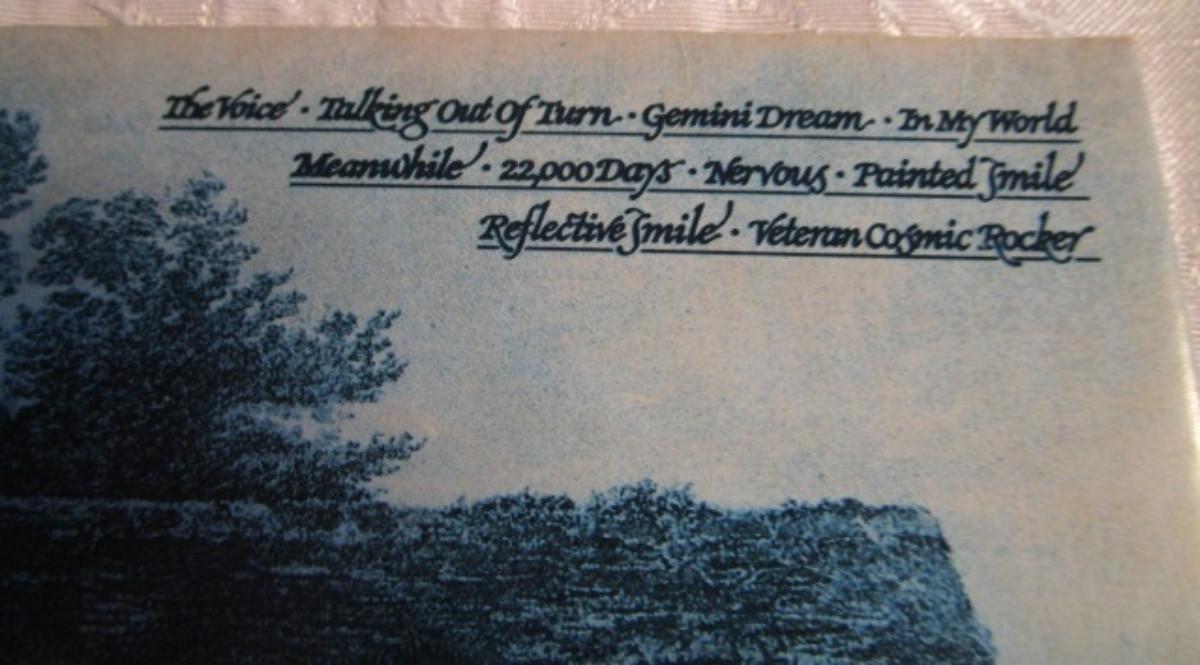 The Voice · Talking Out Of Turn · Gemini Dream · In My World
Meanwhile · 22,000 Days · Nervous · Painted Smile
Reflective Smile · Veteran Cosmic Rocker